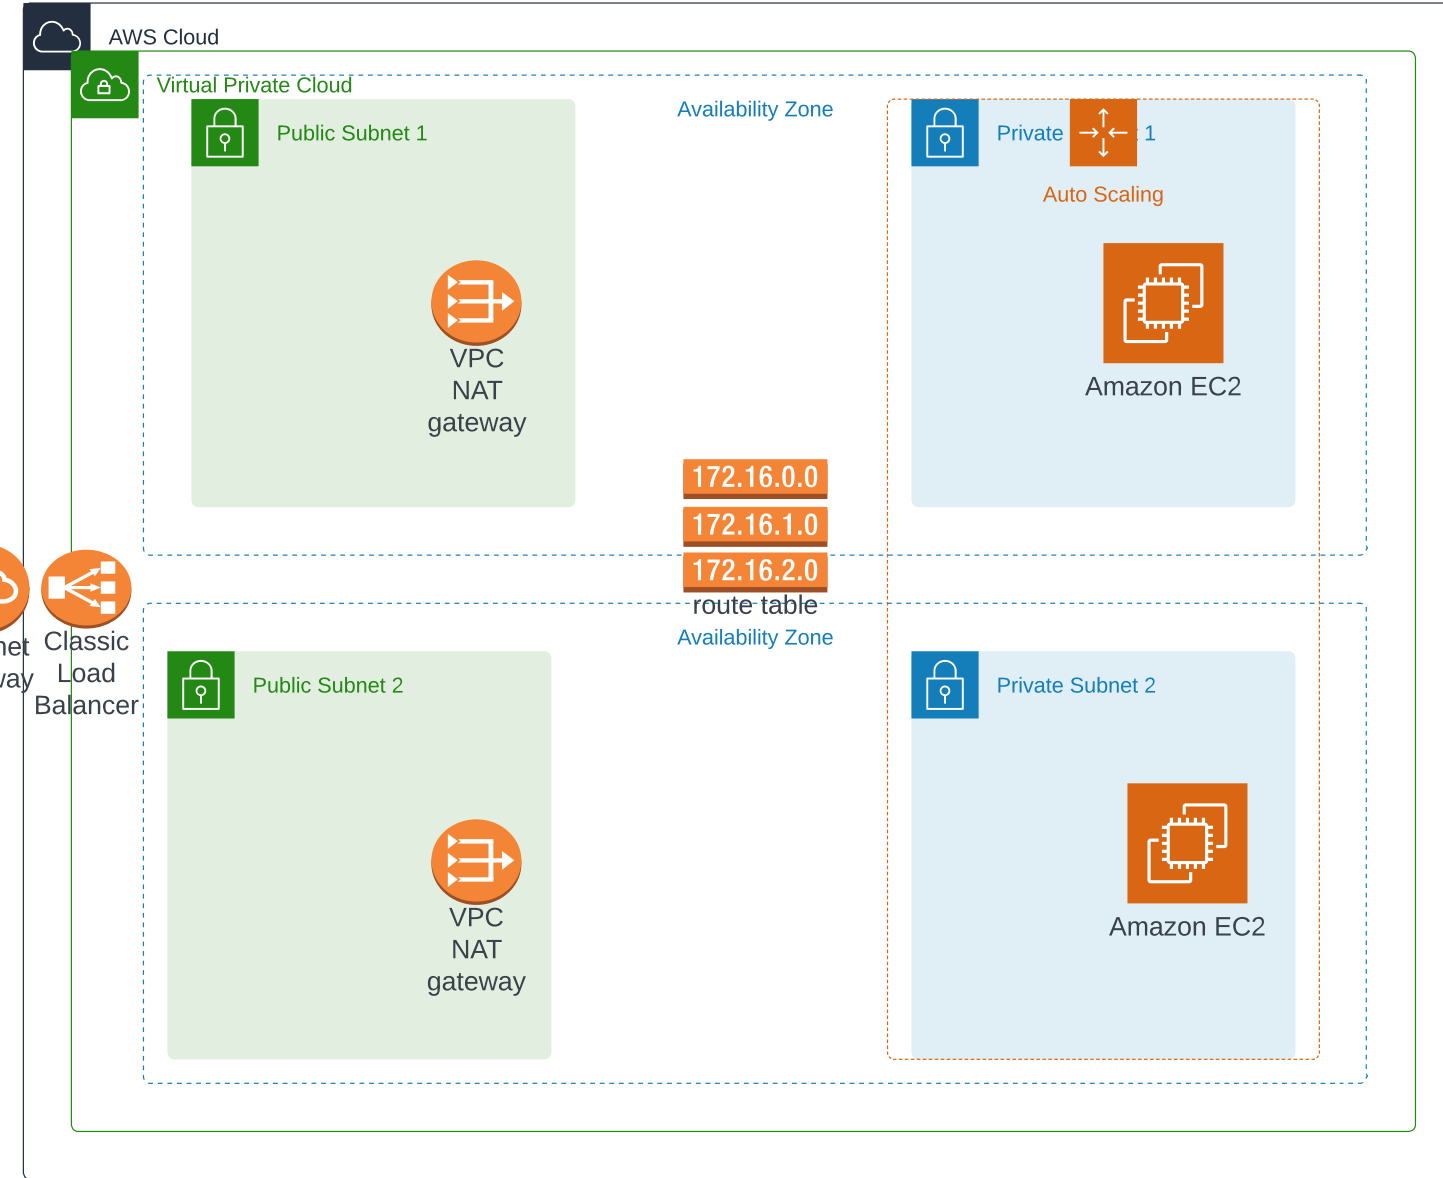 AWS Cloud
Virtual Private Cloud
Availability Zone
Public Subnet 1
Private 1
Auto Scaling
VPC
NAT
gateway
Amazon EC2
172.16.0.0
172.16.1.0
172.16.2.0
route table
Classic
Load
Balancer
Availability Zone
Public Subnet 2
Private Subnet 2
VPC
NAT
gateway
Amazon EC2